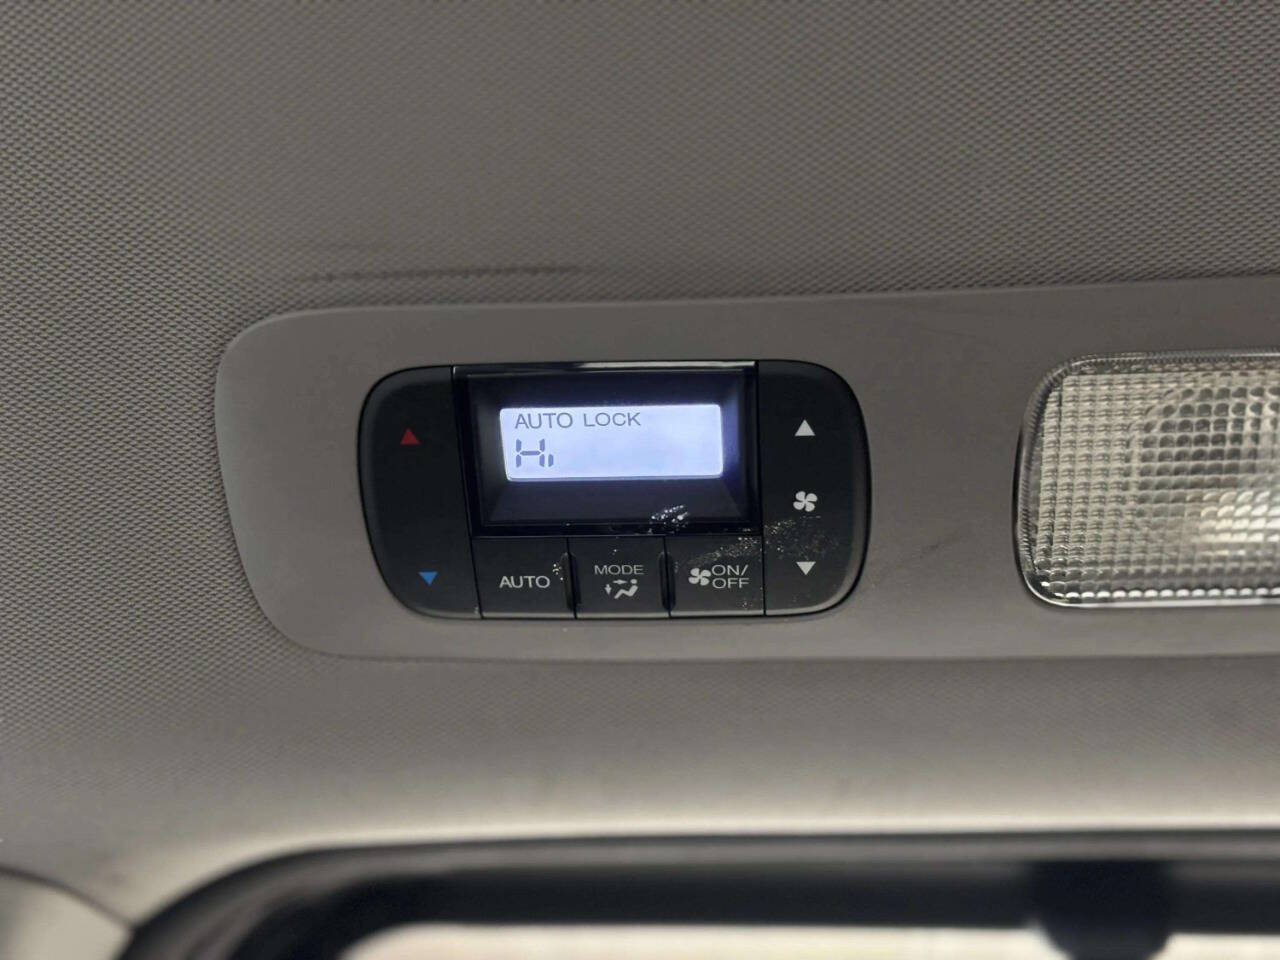 AUTO LOCK
Hi
AUTO
MODE
ON/
OFF